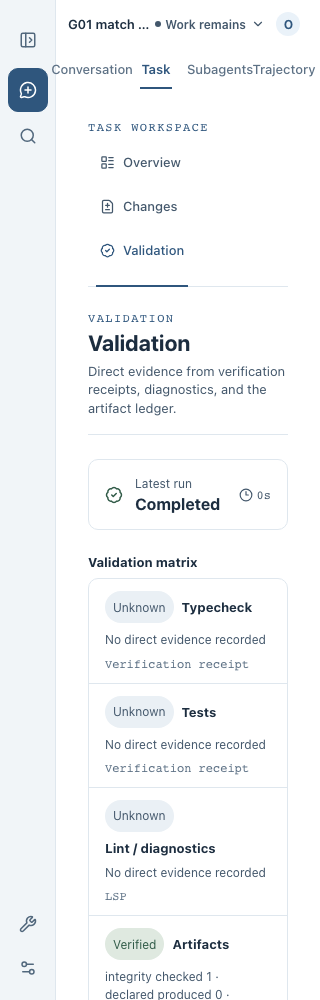 G01 match ... • Work remains O
Conversation Task Subagents Trajectory
TASK WORKSPACE
Overview
Changes
Validation
VALIDATION
Validation
Direct evidence from verification
receipts, diagnostics, and the
artifact ledger.
Latest run
Completed
0s
Validation matrix
Unknown Typecheck
No direct evidence recorded
Verification receipt
Unknown Tests
No direct evidence recorded
Verification receipt
Unknown
Lint / diagnostics
No direct evidence recorded
LSP
Verified Artifacts
integrity checked 1 ·
declared produced 0 ·